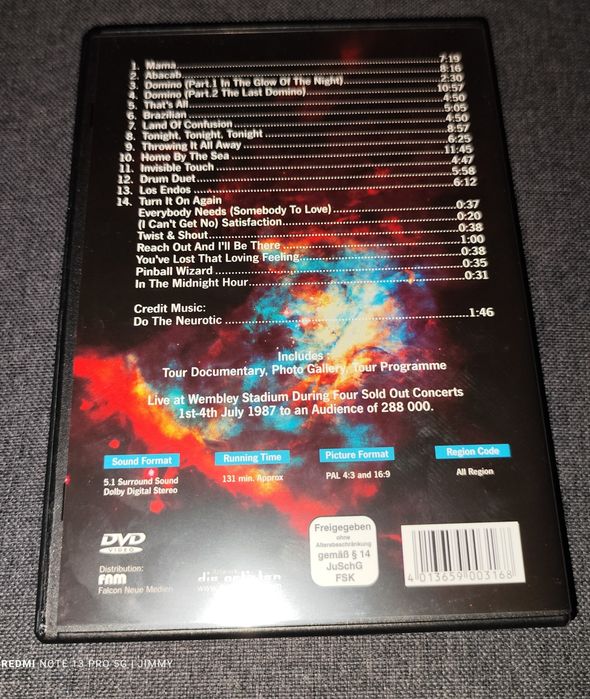 1. Mama 7:19
2. Abacab 8:16
3. Domino (Part.1 In The Glow Of The Night) 2:30
4. Domino (Part.2 The Last Domino) 10:57
5. That's All 4:50
6. Brazilian 5:05
7. Land Of Confusion 4:50
8. Tonight, Tonight, Tonight 8:57
9. Throwing It All Away 6:25
10. Home By The Sea 11:45
11. Invisible Touch 4:47
12. Drum Duet 5:58
13. Los Endos 6:12
14. Turn It On Again
Everybody Needs (Somebody To Love) 0:37
(I Can't Get No) Satisfaction 0:20
Twist & Shout 0:38
Reach Out And I'll Be There 1:00
You've Lost That Loving Feeling 0:38
Pinball Wizard 0:35
In The Midnight Hour 0:31
Credit Music:
Do The Neurotic 1:46
Includes :
Tour Documentary, Photo Gallery, Tour Programme
Live at Wembley Stadium During Four Sold Out Concerts
1st-4th July 1987 to an Audience of 288 000.
Sound Format Running Time Picture Format Region Code
5.1 Surround Sound 131 min. Approx PAL 4:3 and 16:9 All Region
Dolby Digital Stereo
DVD
VIDEO
Distribution:
FNM
Falcon Neue Medien
Freigegeben
ohne
Altersbeschränkung
gemäß § 14
JuSchG
FSK
4 013659 003168
REDMI NOTE 13 PRO 5G | JIMMY